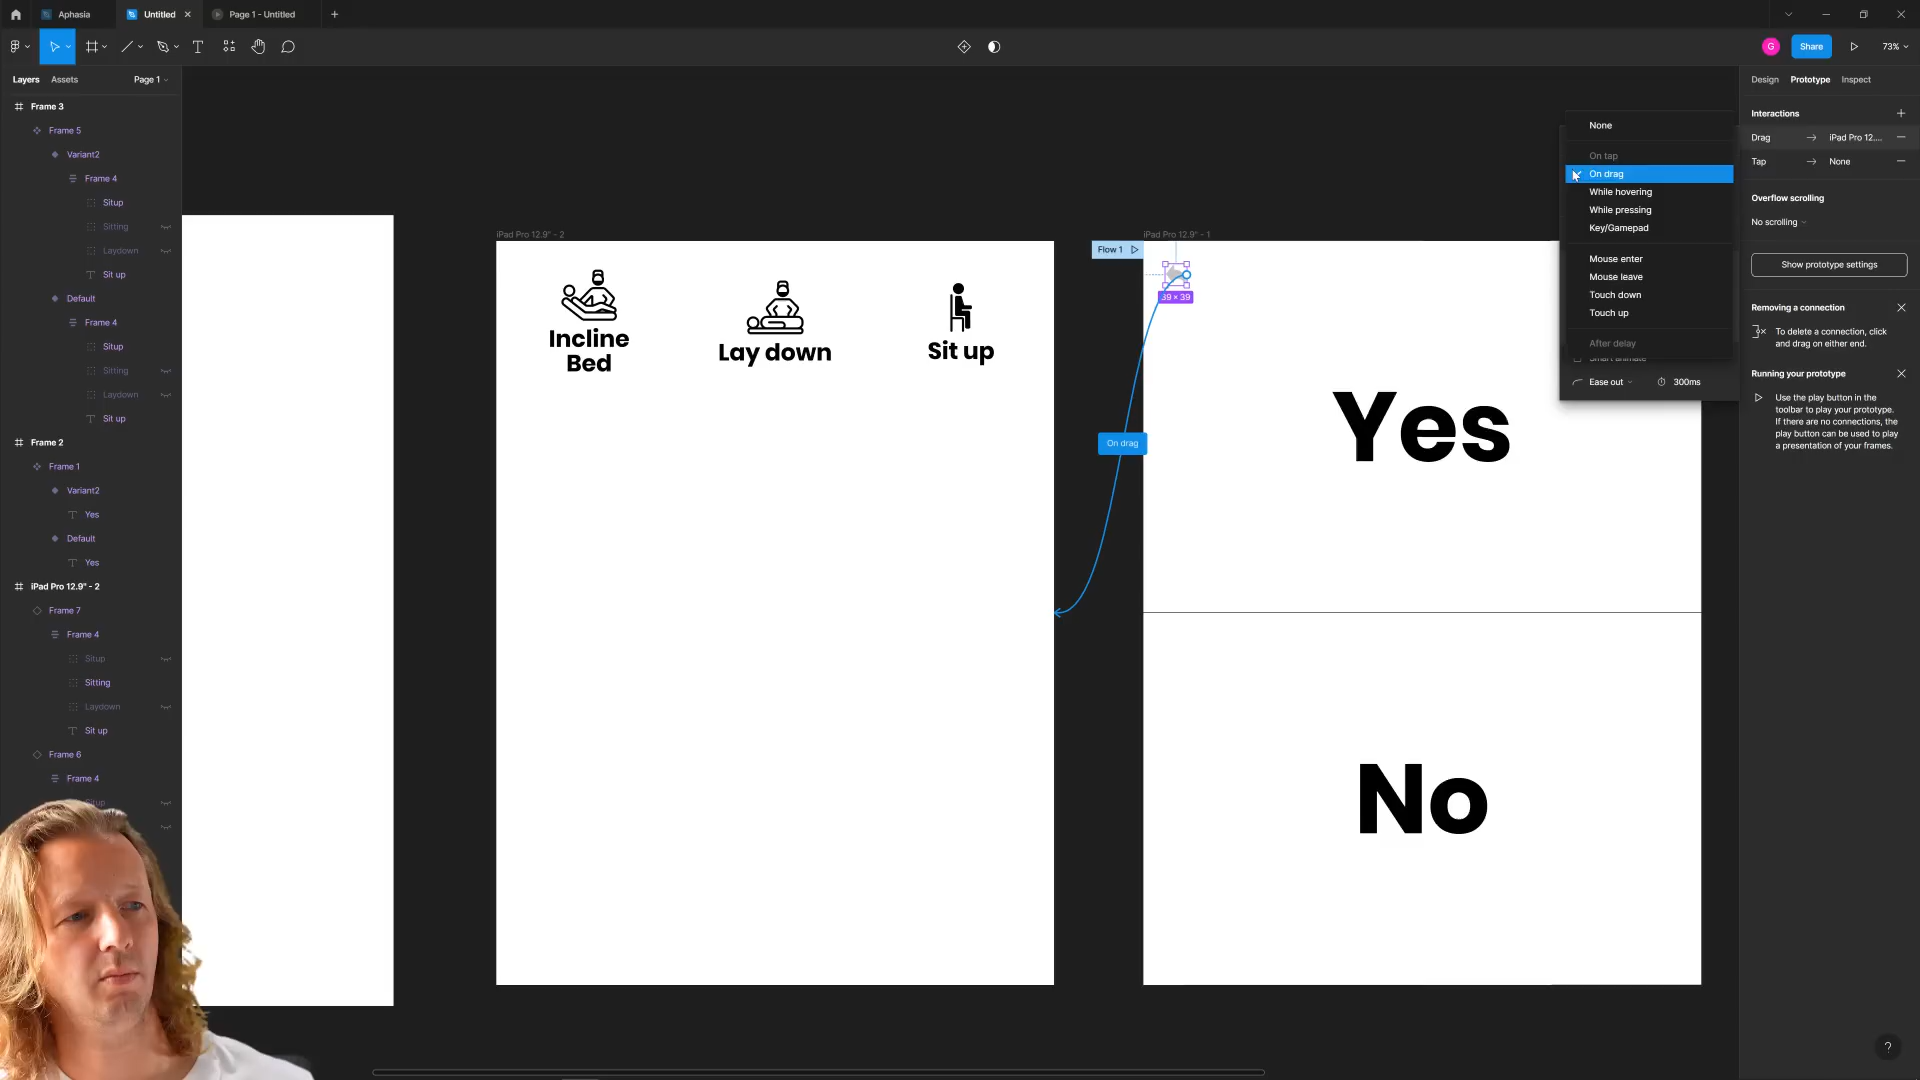 Aphasia
Untitled
Page 1 - Untitled
Share
73%
G
Layers
Assets
Page 1
Frame 3
Frame 5
Variant2
Frame 4
Situp
Sitting
Laydown
Sit up
Default
Frame 4
Situp
Sitting
Laydown
Sit up
Frame 2
Frame 1
Variant2
Yes
Default
Yes
iPad Pro 12.9" - 2
Frame 7
Frame 4
Situp
Sitting
Laydown
Sit up
Frame 6
Frame 4
iPad Pro 12.9" - 2
Incline
Bed
Lay down
Sit up
iPad Pro 12.9" - 1
Flow 1
39 × 39
On drag
Yes
No
None
On tap
On drag
While hovering
While pressing
Key/Gamepad
Mouse enter
Mouse leave
Touch down
Touch up
After delay
Smart animate
Ease out
300ms
Design
Prototype
Inspect
Interactions
Drag
iPad Pro 12....
Tap
None
Overflow scrolling
No scrolling
Show prototype settings
Removing a connection
To delete a connection, click
and drag on either end.
Running your prototype
Use the play button in the
toolbar to play your prototype.
If there are no connections, the
play button can be used to play
a presentation of your frames.
?